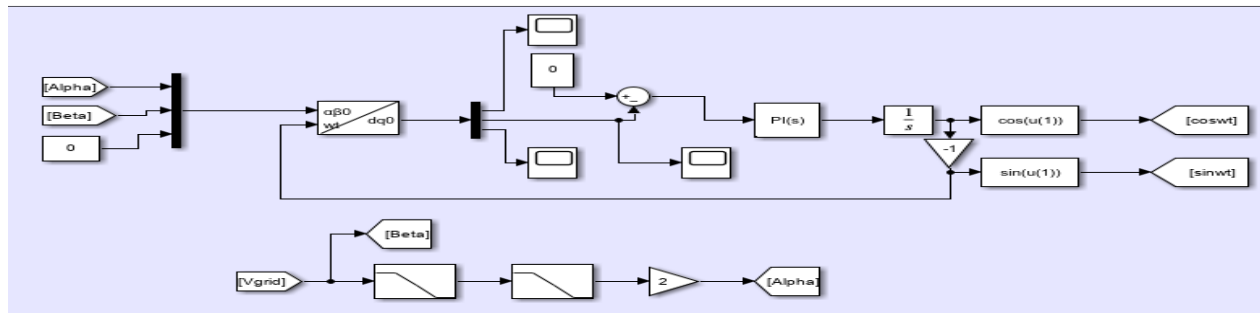 [Alpha]
[Beta]
0
αβ0
wt
dq0
0
+
−
PI(s)
1
s
-1
cos(u(1))
sin(u(1))
[coswt]
[sinwt]
[Beta]
[Vgrid]
2
[Alpha]